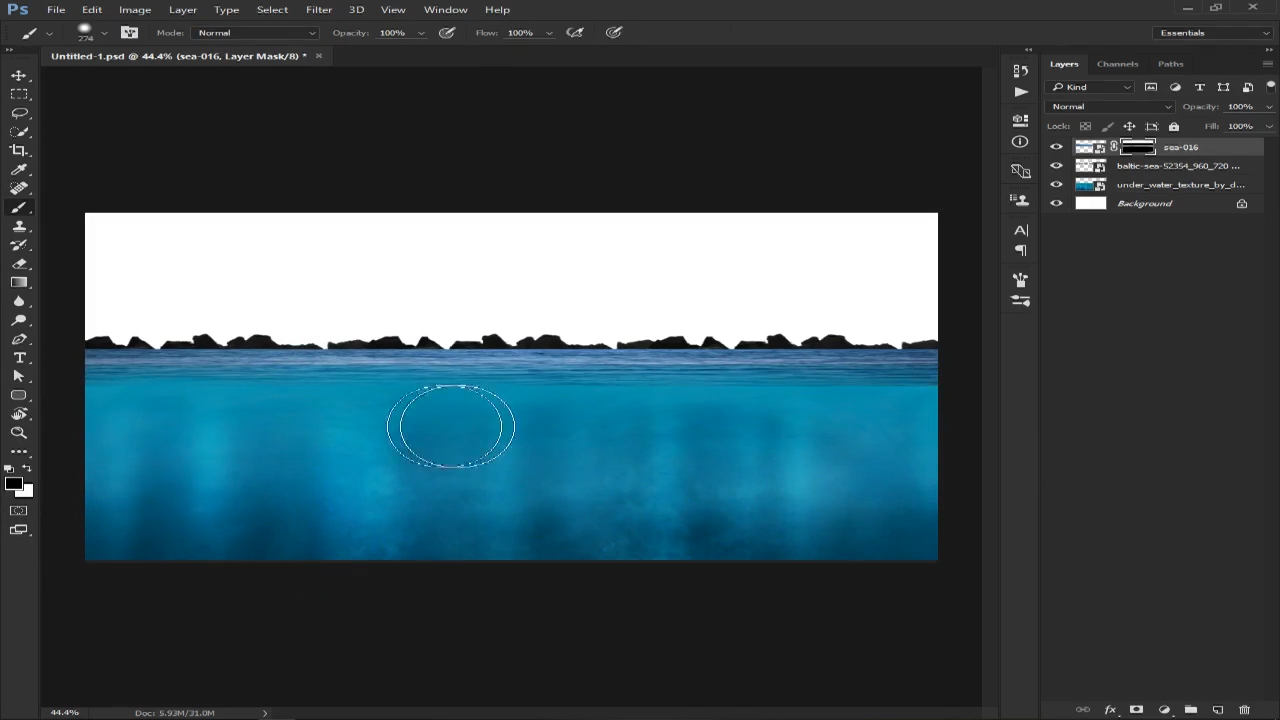 Ps File Edit Image Layer Type Select Filter 3D View Window Help
274 Mode: Normal Opacity: 100% Flow: 100% Essentials
Untitled-1.psd @ 44.4% (sea-016, Layer Mask/8) * ×
Layers Channels Paths
Kind
Normal Opacity: 100%
Lock: Fill: 100%
sea-016
baltic-sea-52354_960_720 ...
under_water_texture_by_d...
Background
44.4% Doc: 5.93M/31.0M